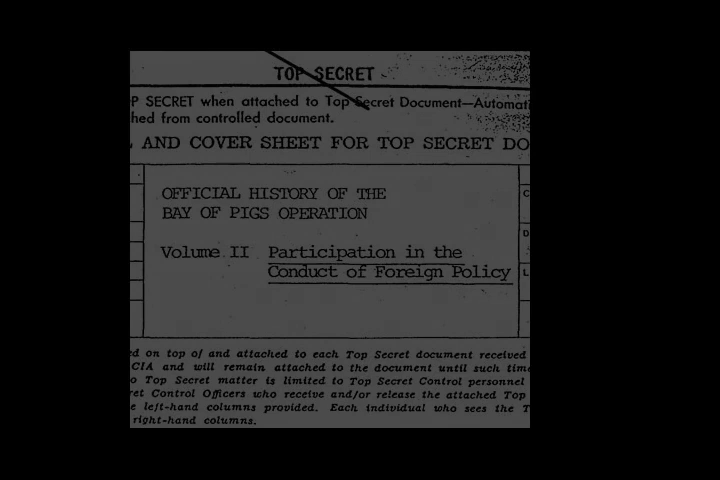 TOP SECRET
P SECRET when attached to Top Secret Document—Automati
hed from controlled document.
AND COVER SHEET FOR TOP SECRET DO
OFFICIAL HISTORY OF THE
BAY OF PIGS OPERATION
Volume II Participation in the
Conduct of Foreign Policy
C
D
L
ed on top of and attached to each Top Secret document received
CIA and will remain attached to the document until such time
o Top Secret matter is limited to Top Secret Control personnel
ret Control Officers who receive and/or release the attached Top
e left-hand columns provided. Each individual who sees the T
right-hand columns.